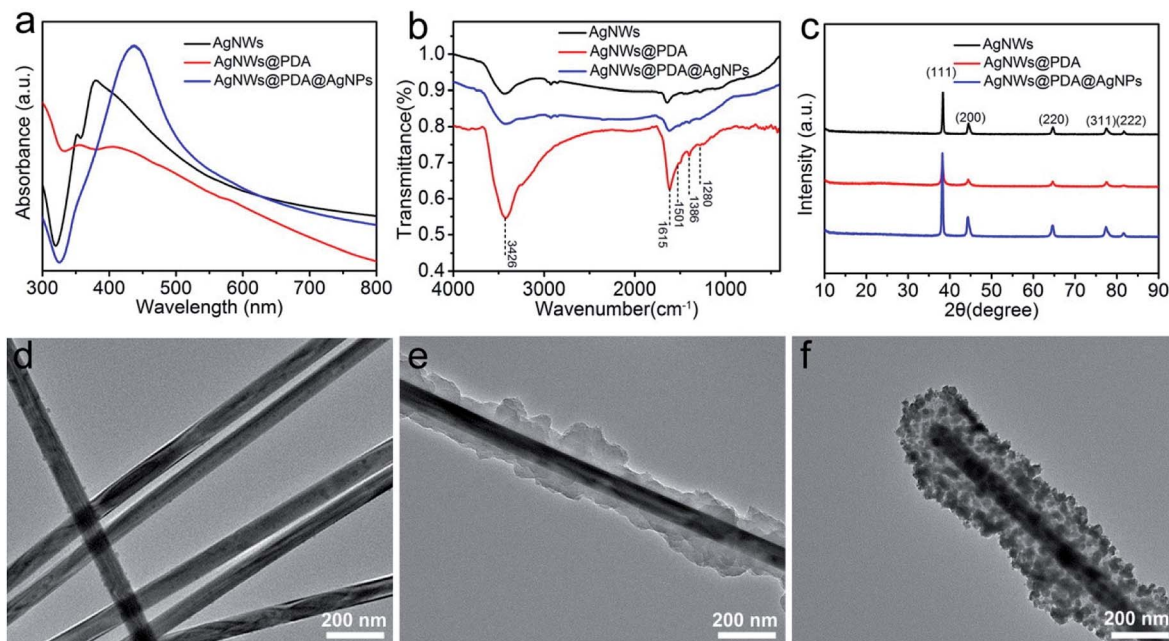 a
AgNWs
AgNWs@PDA
AgNWs@PDA@AgNPs
Absorbance (a.u.)
300 400 500 600 700 800
Wavelength (nm)
b
AgNWs
AgNWs@PDA
AgNWs@PDA@AgNPs
Transmittance(%)
1.0
0.9
0.8
0.7
0.6
0.5
0.4
3426
1615
1501
1386
1280
4000 3000 2000 1000
Wavenumber(cm⁻¹)
c
AgNWs
AgNWs@PDA
AgNWs@PDA@AgNPs
Intensity (a.u.)
(111)
(200)
(220)
(311)(222)
10 20 30 40 50 60 70 80 90
2θ(degree)
d
200 nm
e
200 nm
f
200 nm